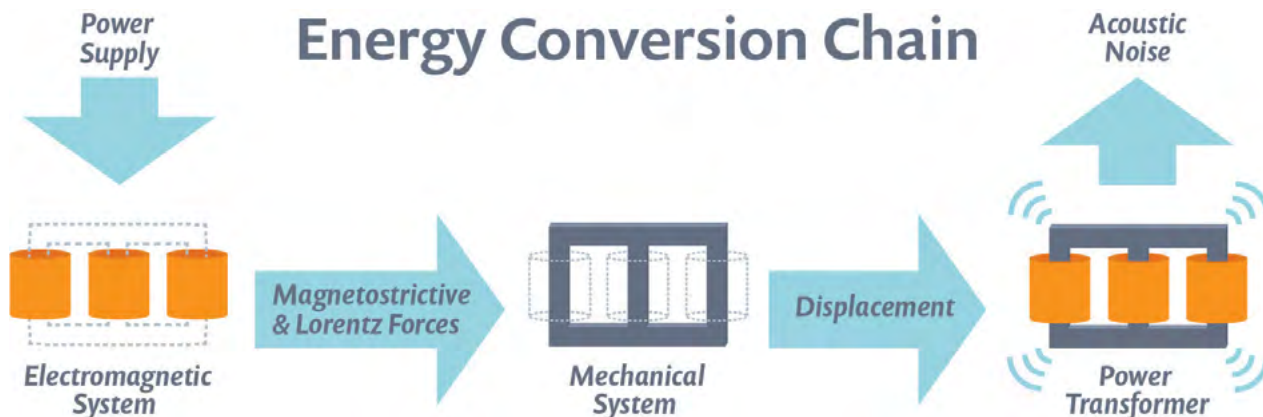 Energy Conversion Chain
Power
Supply
Acoustic
Noise
Magnetostrictive
& Lorentz Forces
Displacement
Electromagnetic
System
Mechanical
System
Power
Transformer